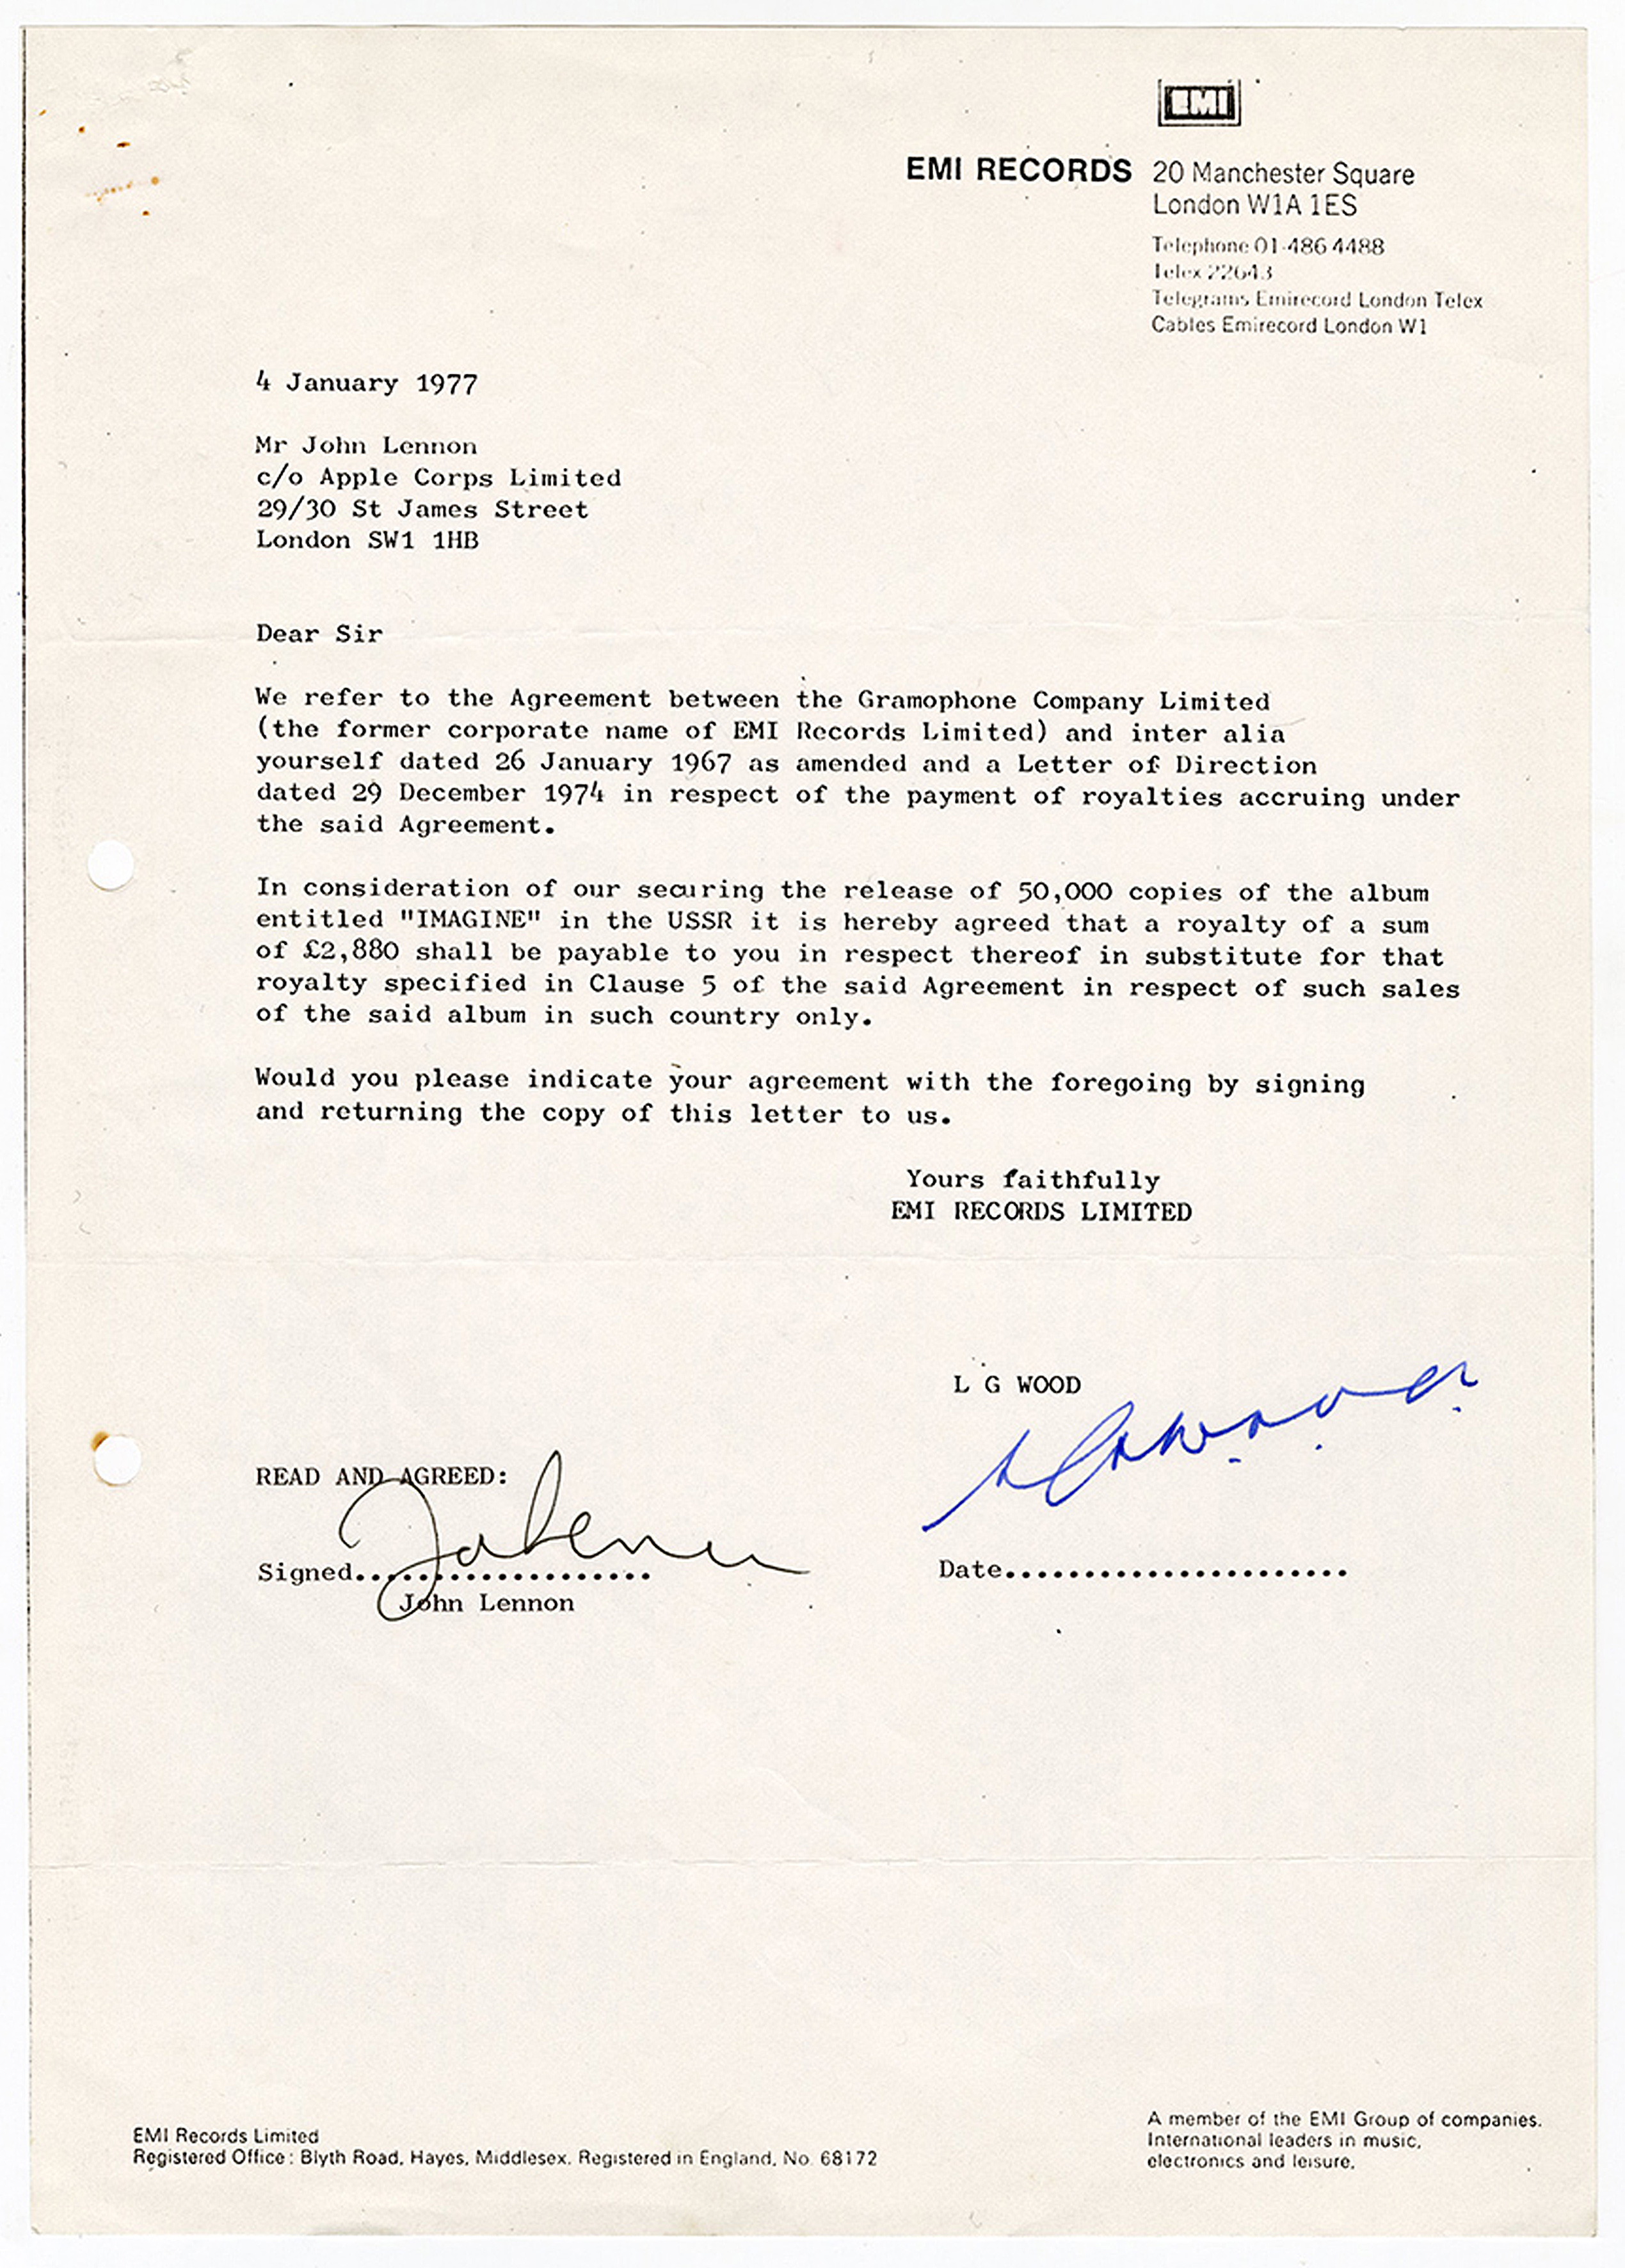 EMI
EMI RECORDS 20 Manchester Square
London W1A 1ES
Telephone 01-486 4488
Telex 22643
Telegrams Emirecord London Telex
Cables Emirecord London W1
4 January 1977
Mr John Lennon
c/o Apple Corps Limited
29/30 St James Street
London SW1 1HB
Dear Sir
We refer to the Agreement between the Gramophone Company Limited
(the former corporate name of EMI Records Limited) and inter alia
yourself dated 26 January 1967 as amended and a Letter of Direction
dated 29 December 1974 in respect of the payment of royalties accruing under
the said Agreement.
In consideration of our securing the release of 50,000 copies of the album
entitled "IMAGINE" in the USSR it is hereby agreed that a royalty of a sum
of £2,880 shall be payable to you in respect thereof in substitute for that
royalty specified in Clause 5 of the said Agreement in respect of such sales
of the said album in such country only.
Would you please indicate your agreement with the foregoing by signing
and returning the copy of this letter to us.
Yours faithfully
EMI RECORDS LIMITED
L G WOOD
READ AND AGREED:
Signed...................
John Lennon
Date......................
EMI Records Limited
Registered Office: Blyth Road, Hayes, Middlesex. Registered in England, No. 68172
A member of the EMI Group of companies.
International leaders in music,
electronics and leisure.